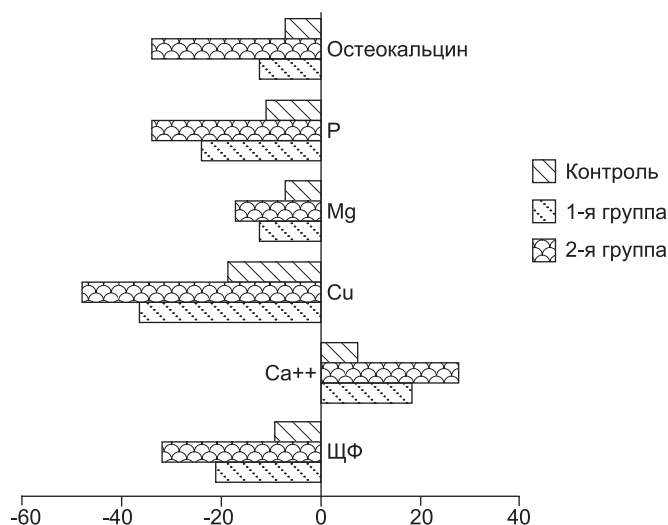 Остеокальцин
P
Mg
Cu
Ca++
ЩФ
Контроль
1-я группа
2-я группа
-60 -40 -20 0 20 40